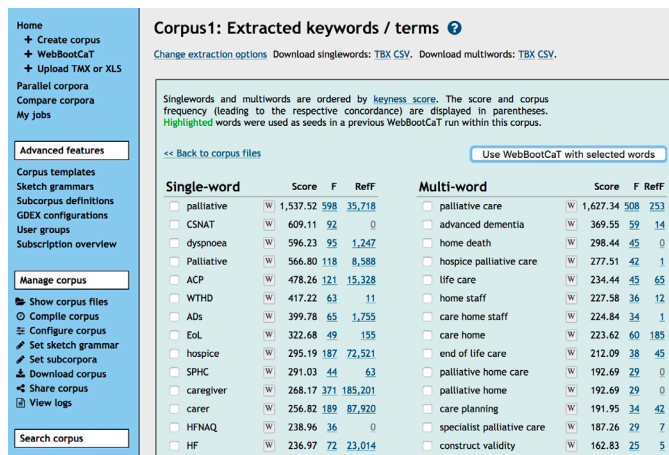 Home
+ Create corpus
+ WebBootCaT
+ Upload TMX or XLS
Parallel corpora
Compare corpora
My jobs
Advanced features
Corpus templates
Sketch grammars
Subcorpus definitions
GDEX configurations
User groups
Subscription overview
Manage corpus
Show corpus files
Compile corpus
Configure corpus
Set sketch grammar
Set subcorpora
Download corpus
Share corpus
View logs
Search corpus
Corpus1: Extracted keywords / terms ?
Change extraction options Download singlewords: TBX CSV. Download multiwords: TBX CSV.
Singlewords and multiwords are ordered by keyness score. The score and corpus
frequency (leading to the respective concordance) are displayed in parentheses.
Highlighted words were used as seeds in a previous WebBootCaT run within this corpus.
<< Back to corpus files
Use WebBootCaT with selected words
Single-word Score F RefF
palliative W 1,537.52 598 35,718
CSNAT W 609.11 92 0
dyspnoea W 596.23 95 1,247
Palliative W 566.80 118 8,588
ACP W 478.26 121 15,328
WTHD W 417.22 63 11
ADs W 399.78 65 1,755
EoL W 322.68 49 155
hospice W 295.19 187 72,521
SPHC W 291.03 44 63
caregiver W 268.17 371 185,201
carer W 256.82 189 87,920
HFNAQ W 238.96 36 0
HF W 236.97 72 23,014
Multi-word Score F RefF
palliative care W 1,627.34 508 253
advanced dementia W 369.55 59 14
home death W 298.44 45 0
hospice palliative care W 277.51 42 1
life care W 234.44 45 65
home staff W 227.58 36 12
care home staff W 224.84 34 1
care home W 223.62 60 185
end of life care W 212.09 38 45
palliative home care W 192.69 29 0
palliative home W 192.69 29 0
care planning W 191.95 34 42
specialist palliative care W 187.26 29 7
construct validity W 162.83 25 5